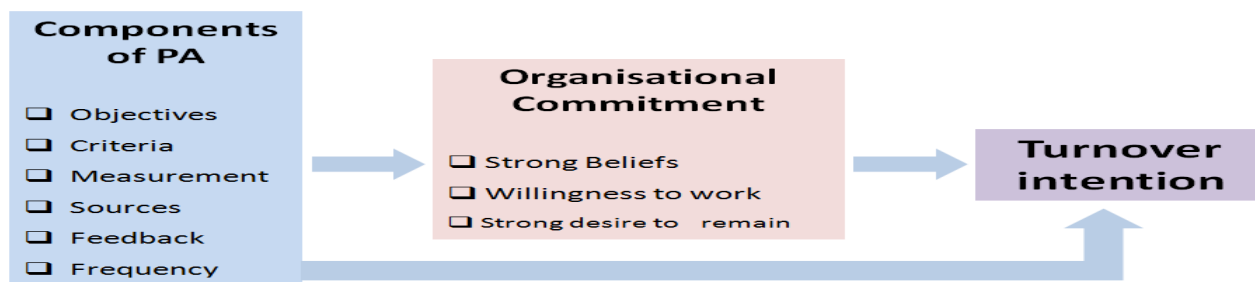 Components
of PA
❑ Objectives
❑ Criteria
❑ Measurement
❑ Sources
❑ Feedback
❑ Frequency
Organisational
Commitment
❑ Strong Beliefs
❑ Willingness to work
❑ Strong desire to remain
Turnover
intention